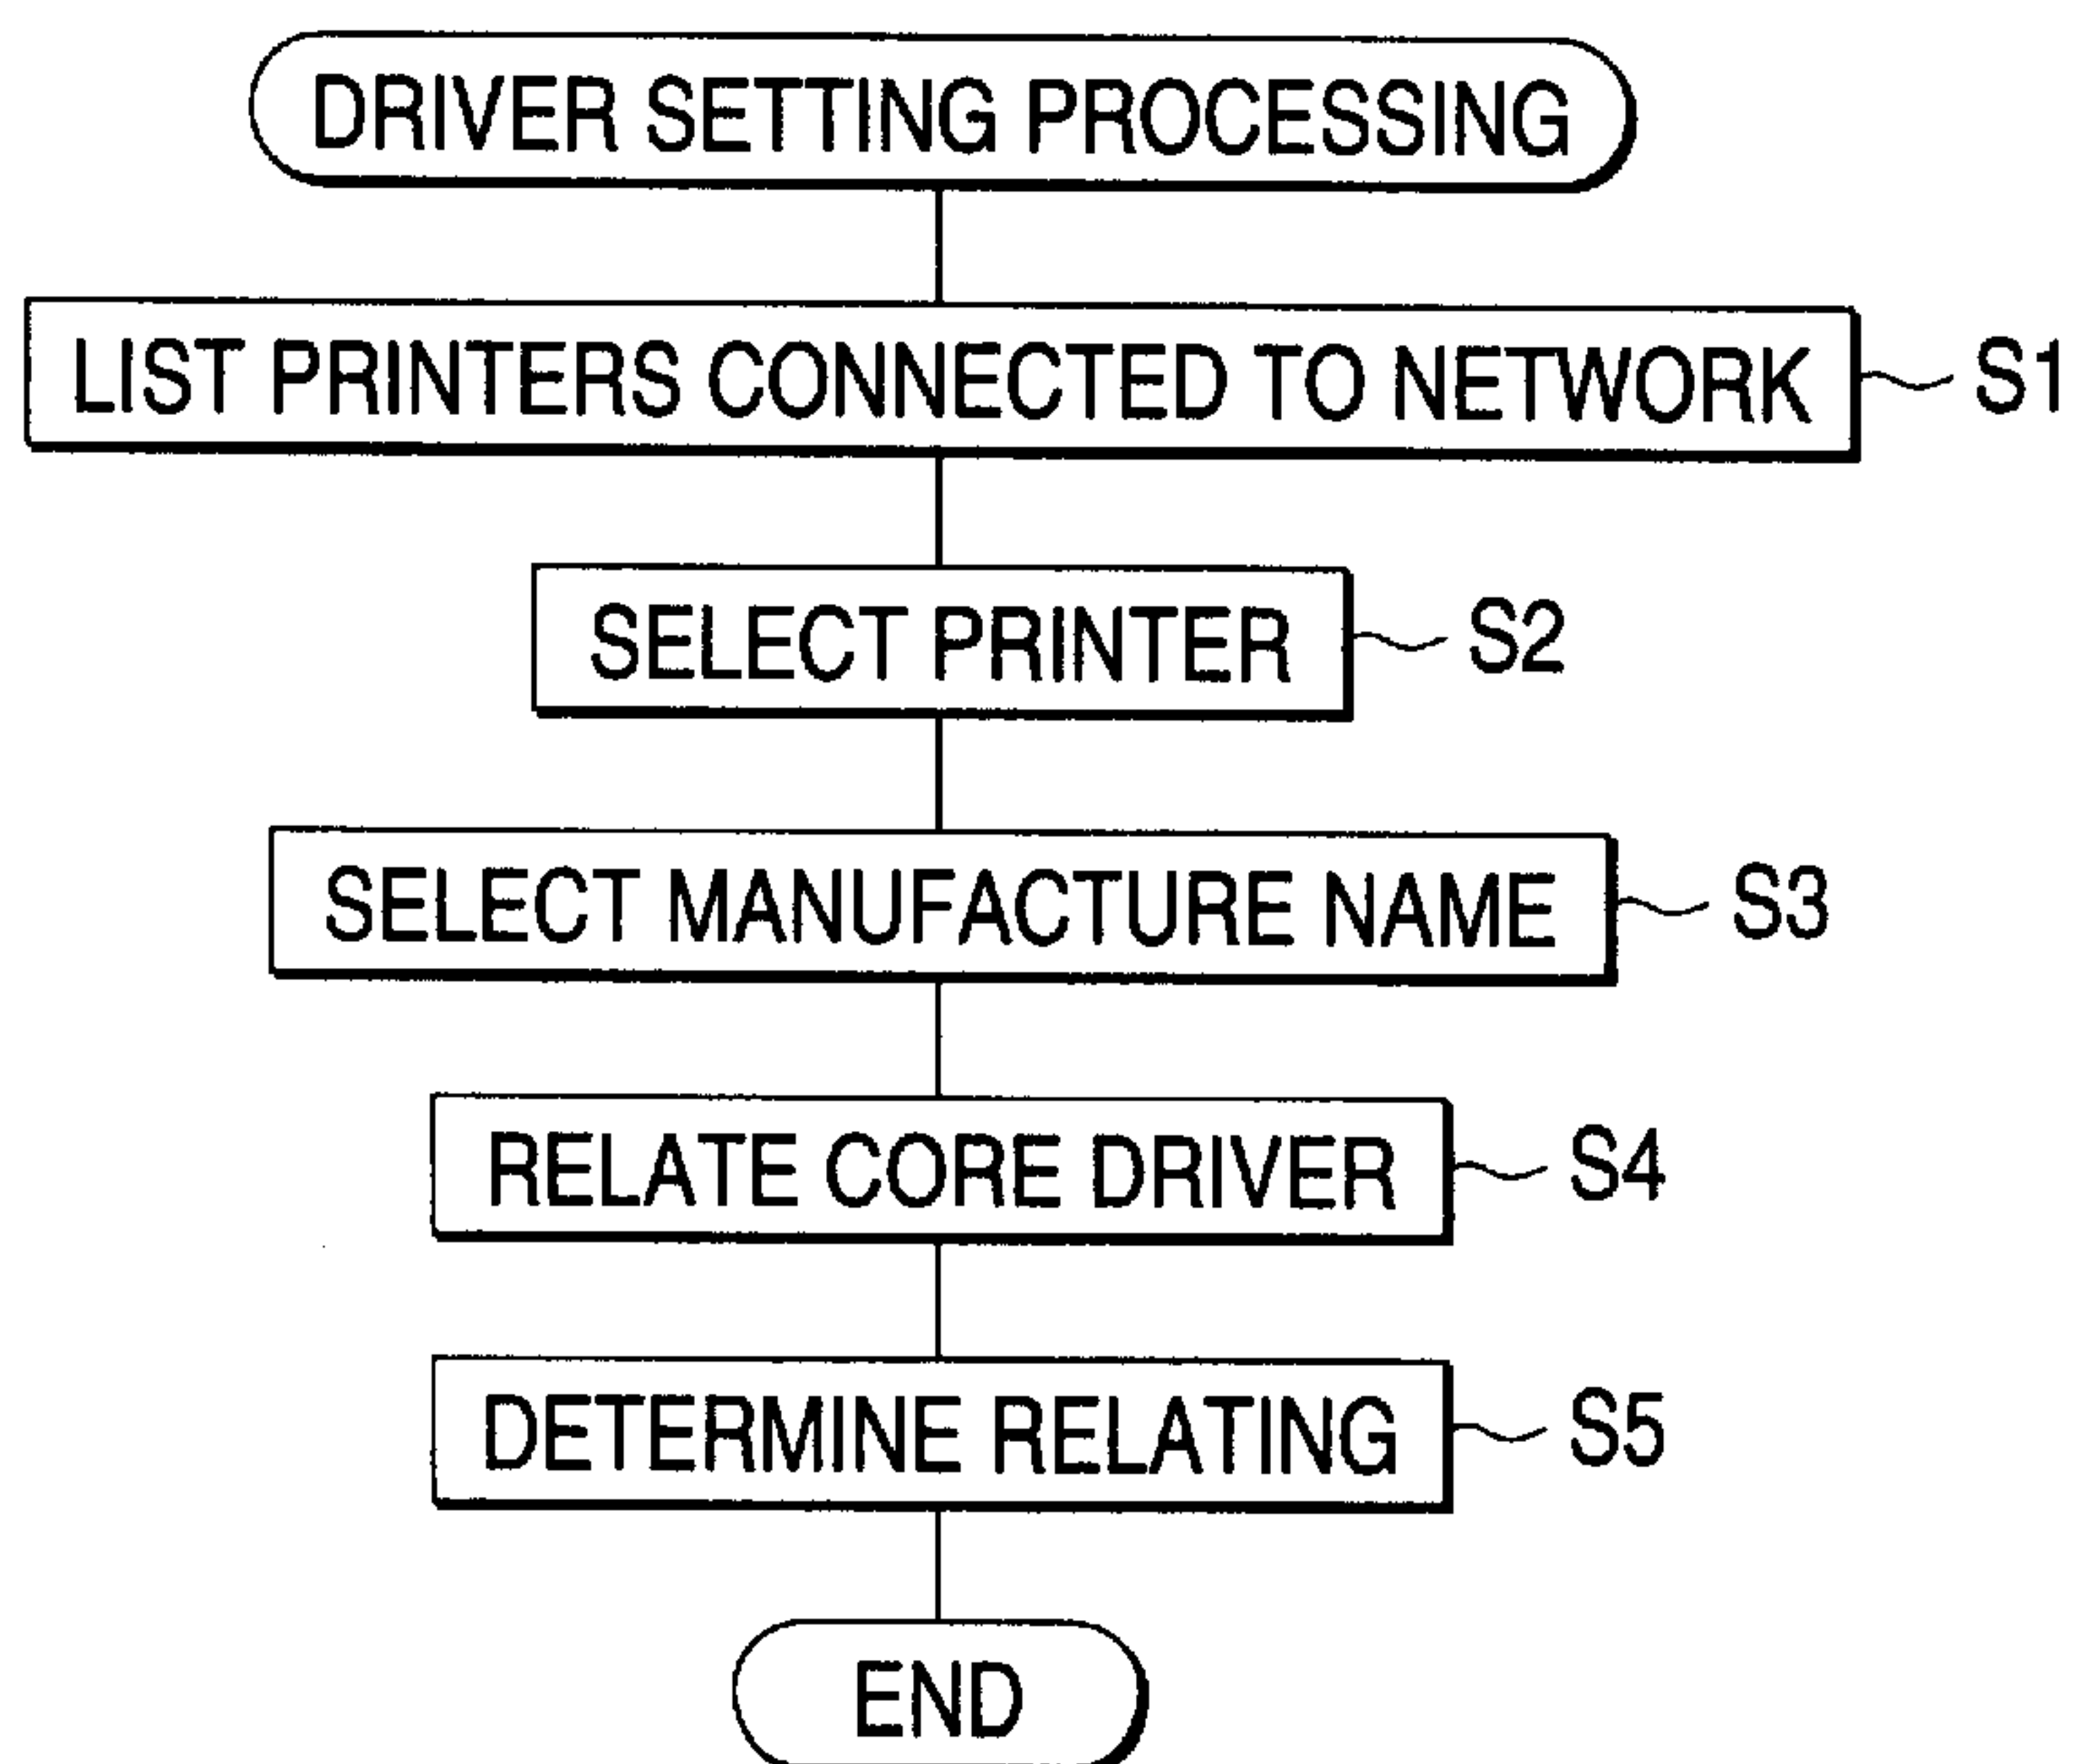 DRIVER SETTING PROCESSING
LIST PRINTERS CONNECTED TO NETWORK S1
SELECT PRINTER S2
SELECT MANUFACTURE NAME S3
RELATE CORE DRIVER S4
DETERMINE RELATING S5
END